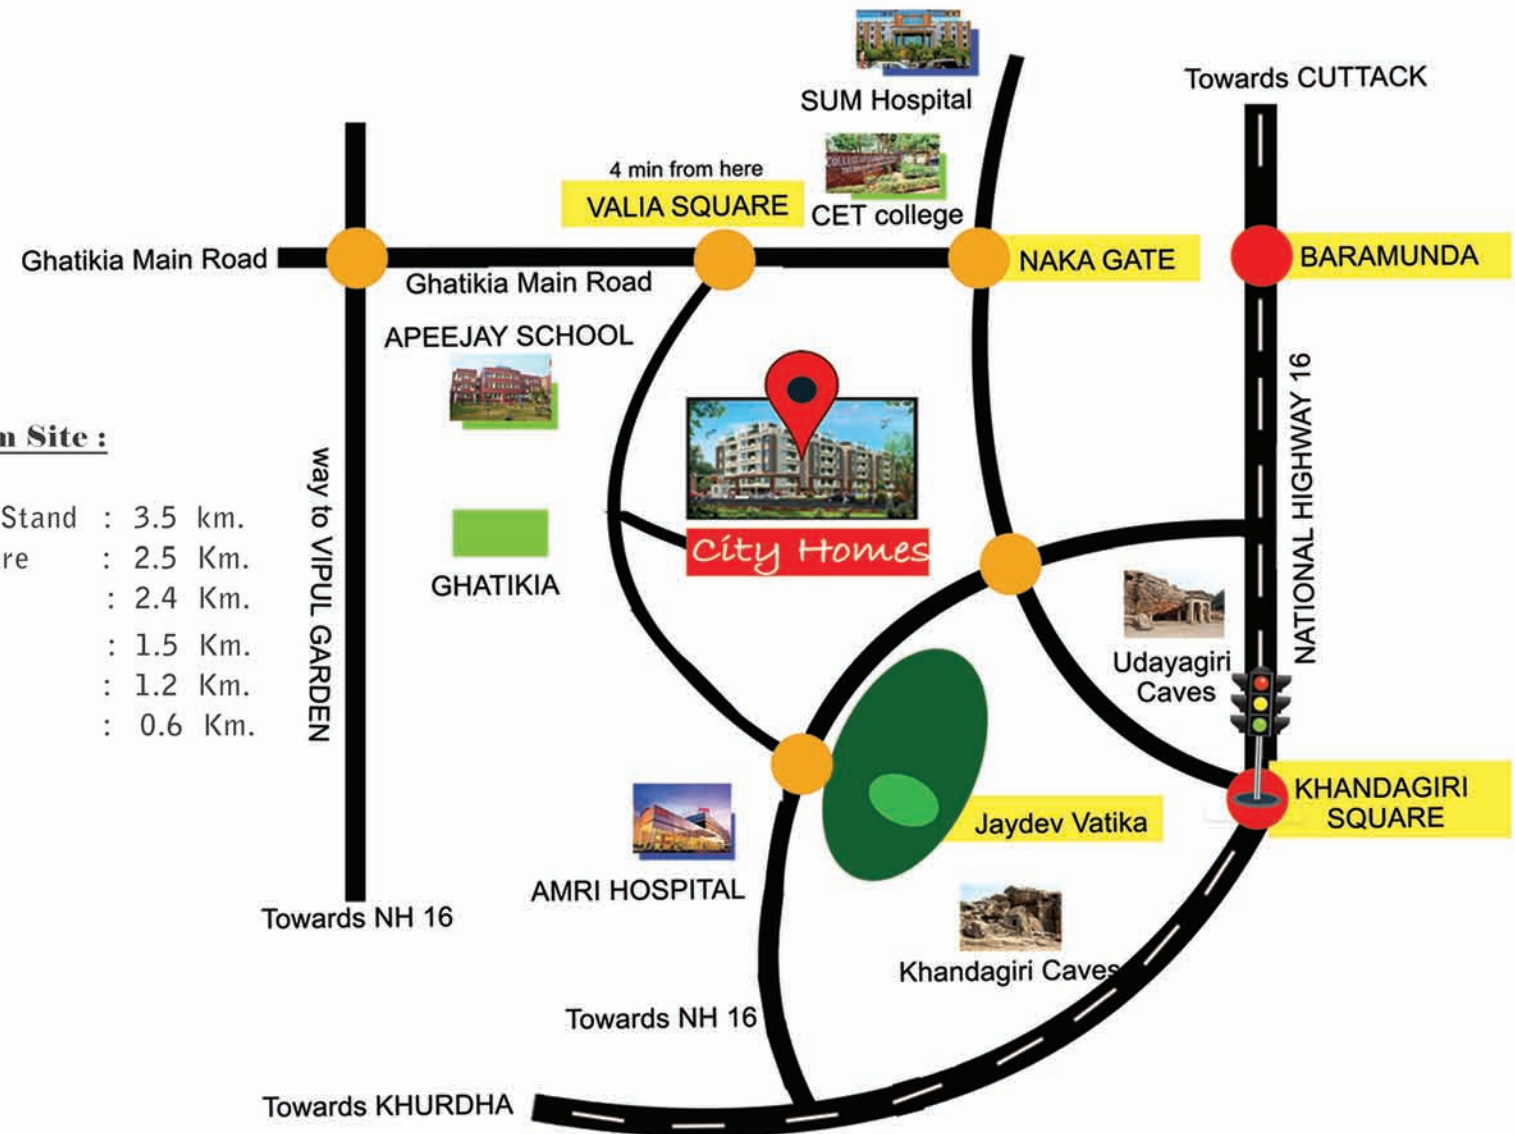 SUM Hospital
Towards CUTTACK
4 min from here
VALIA SQUARE
CET college
Ghatikia Main Road
Ghatikia Main Road
NAKA GATE
BARAMUNDA
APEEJAY SCHOOL
Site :
Stand : 3.5 km.
: 2.5 Km.
: 2.4 Km.
: 1.5 Km.
: 1.2 Km.
: 0.6 Km.
way to VIPUL GARDEN
GHATIKIA
City Homes
NATIONAL HIGHWAY 16
Udayagiri
Caves
KHANDAGIRI
SQUARE
Jaydev Vatika
AMRI HOSPITAL
Towards NH 16
Khandagiri Caves
Towards NH 16
Towards KHURDHA